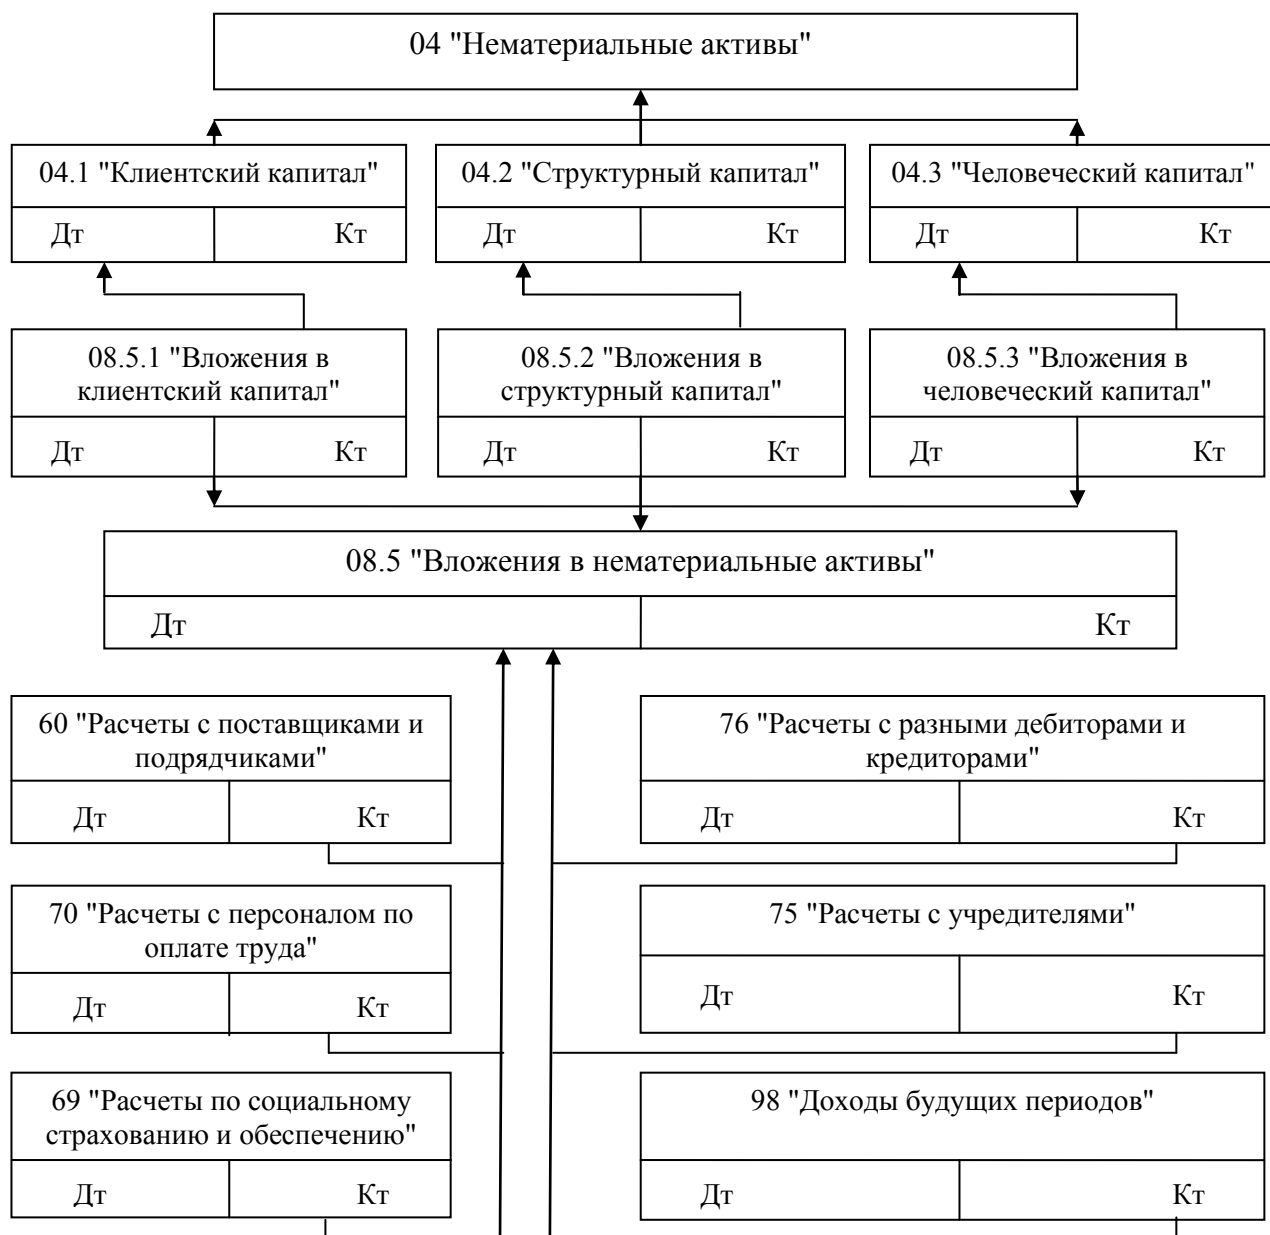 04 "Нематериальные активы"
04.1 "Клиентский капитал"
04.2 "Структурный капитал"
04.3 "Человеческий капитал"
Дт
Кт
Дт
Кт
Дт
Кт
08.5.1 "Вложения в
клиентский капитал"
08.5.2 "Вложения в
структурный капитал"
08.5.3 "Вложения в
человеческий капитал"
Дт
Кт
Дт
Кт
Дт
Кт
08.5 "Вложения в нематериальные активы"
Дт
Кт
60 "Расчеты с поставщиками и
подрядчиками"
76 "Расчеты с разными дебиторами и
кредиторами"
Дт
Кт
Дт
Кт
70 "Расчеты с персоналом по
оплате труда"
75 "Расчеты с учредителями"
Дт
Кт
Дт
Кт
69 "Расчеты по социальному
страхованию и обеспечению"
98 "Доходы будущих периодов"
Дт
Кт
Дт
Кт